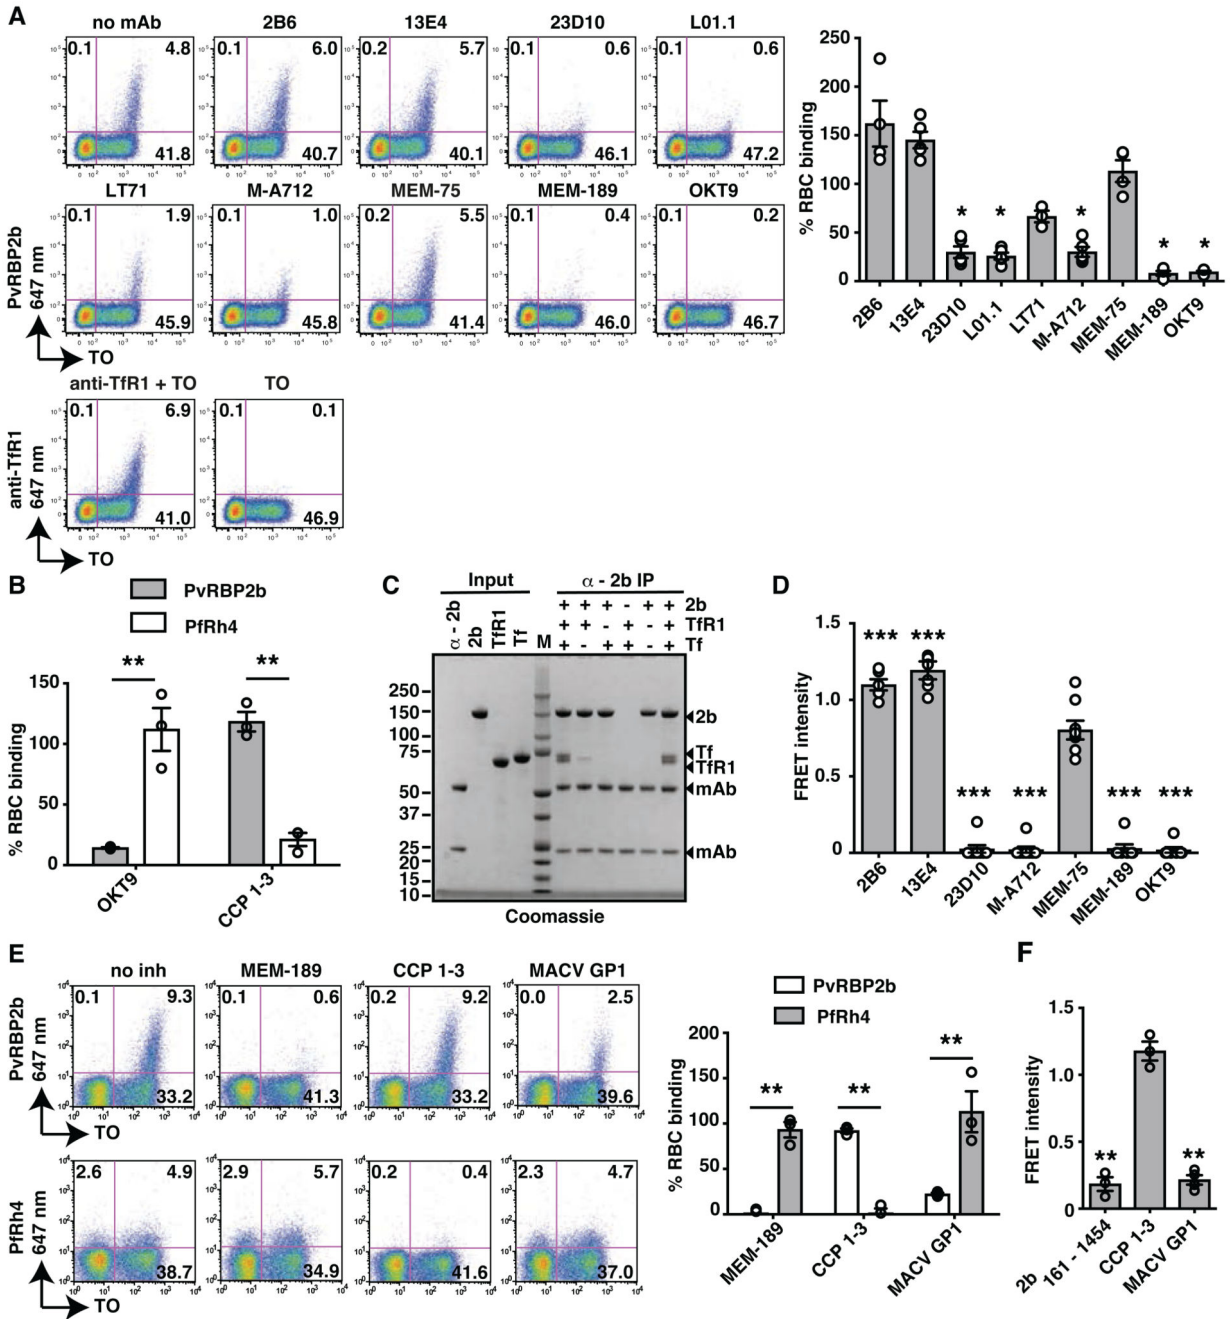 A
no mAb 2B6 13E4 23D10 L01.1
0.1 4.8 0.1 6.0 0.2 5.7 0.1 0.6 0.1 0.6
41.8 40.7 40.1 46.1 47.2
LT71 M-A712 MEM-75 MEM-189 OKT9
0.1 1.9 0.1 1.0 0.2 5.5 0.1 0.4 0.1 0.2
45.9 45.8 41.4 46.0 46.7
PvRBP2b
647 nm
TO
anti-TfR1 + TO TO
0.1 6.9 0.1 0.1
41.0 46.9
anti-TfR1
647 nm
TO
% RBC binding
250
200
150
100
50
0
* * * * *
2B6 13E4 23D10 L01.1 LT71 M-A712 MEM-75 MEM-189 OKT9
B
PvRBP2b
PfRh4
% RBC binding
150
100
50
0
** **
OKT9 CCP 1-3
C
Input α - 2b IP
α - 2b 2b TfR1 Tf M
+ + + - + + 2b
+ + - + - + TfR1
+ - + + - + Tf
250
150
100
75
50
37
25
20
15
10
2b
Tf
TfR1
mAb
mAb
Coomassie
D
FRET intensity
1.5
1.0
0.5
0
*** *** *** *** *** ***
2B6 13E4 23D10 M-A712 MEM-75 MEM-189 OKT9
E
no inh MEM-189 CCP 1-3 MACV GP1
0.1 9.3 0.1 0.6 0.2 9.2 0.0 2.5
33.2 41.3 33.2 39.6
PvRBP2b
647 nm
TO
2.6 4.9 2.9 5.7 0.2 0.4 2.3 4.7
38.7 34.9 41.6 37.0
PfRh4
647 nm
TO
PvRBP2b
PfRh4
% RBC binding
200
150
100
50
0
** ** **
MEM-189 CCP 1-3 MACV GP1
F
FRET intensity
1.5
1.0
0.5
0
** **
2b 161 - 1454 CCP 1-3 MACV GP1